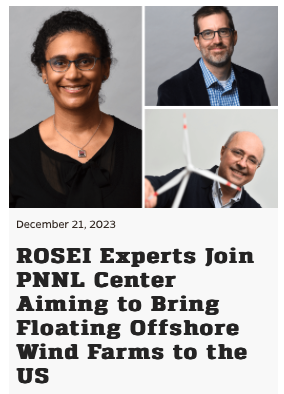 December 21, 2023
ROSEI Experts Join
PNNL Center
Aiming to Bring
Floating Offshore
Wind Farms to the
US